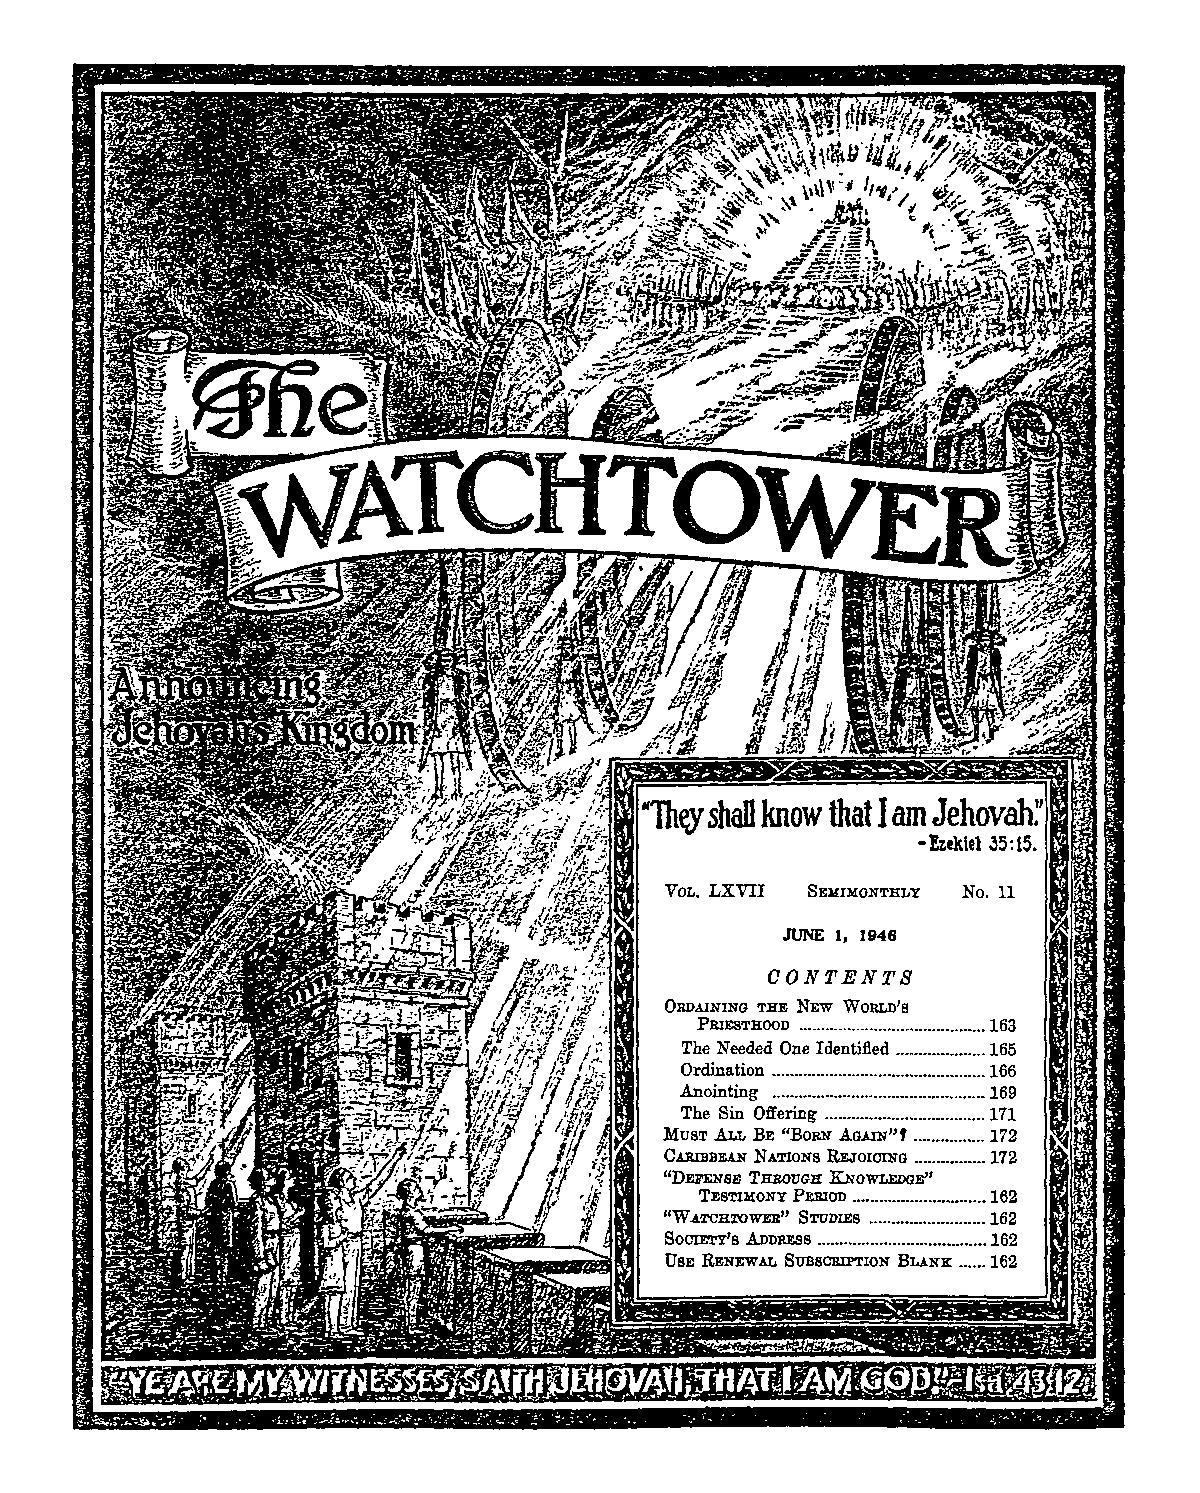 The
WATCHTOWER
Announcing
Jehovah's Kingdom
"They shall know that I am Jehovah."
-Ezekiel 35:15.
VOL. LXVII SEMIMONTHLY No. 11
JUNE 1, 1946
CONTENTS
ORDAINING THE NEW WORLD'S
PRIESTHOOD ........................................ 163
The Needed One Identified .................... 165
Ordination .............................................. 166
Anointing .............................................. 169
The Sin Offering ................................... 171
MUST ALL BE "BORN AGAIN"? ............... 172
CARIBBEAN NATIONS REJOICING ............... 172
"DEFENSE THROUGH KNOWLEDGE"
TESTIMONY PERIOD ............................. 162
"WATCHTOWER" STUDIES ......................... 162
SOCIETY'S ADDRESS .................................... 162
USE RENEWAL SUBSCRIPTION BLANK ...... 162
"YE ARE MY WITNESSES, SAITH JEHOVAH, THAT I AM GOD."-Isa. 43:12.